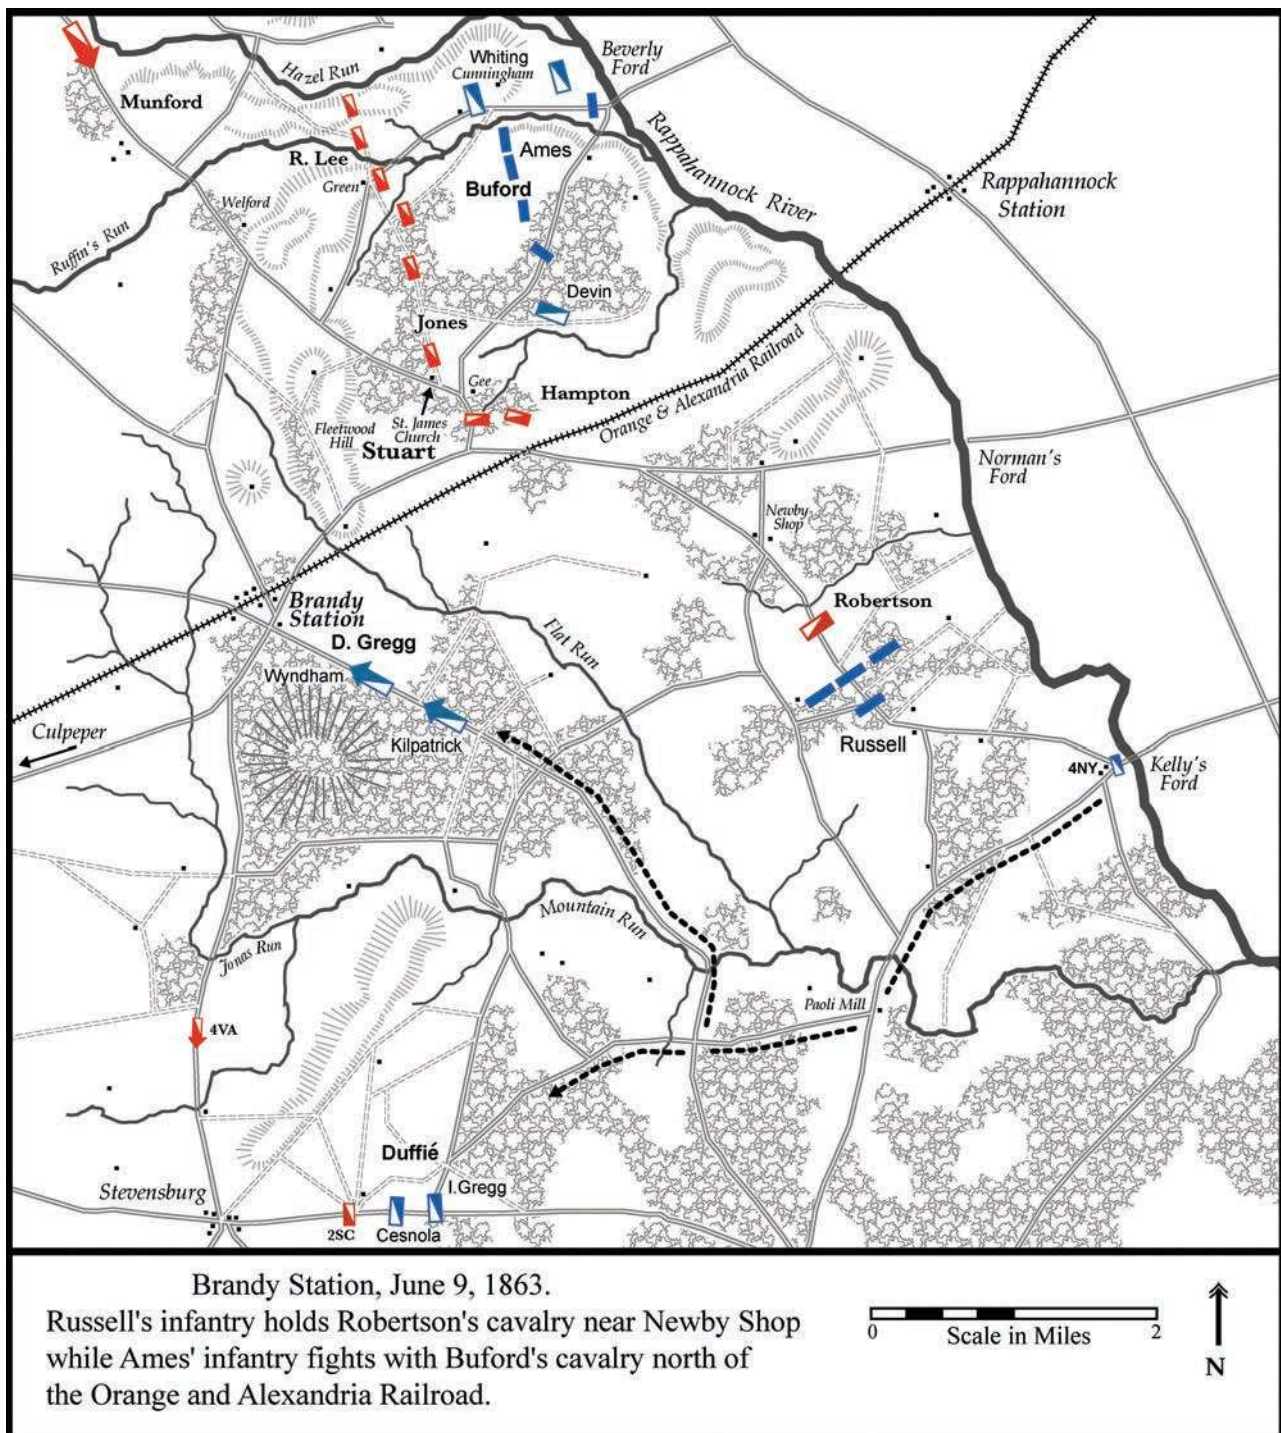 Hazel Run
Whiting
Cunningham
Beverly
Ford
Munford
R. Lee
Green
Ames
Buford
Rappahannock River
Rappahannock
Station
Welford
Ruffin's Run
Devin
Jones
Gee
Hampton
Orange & Alexandria Railroad
Fleetwood
Hill
St. James
Church
Stuart
Norman's
Ford
Newby
Shop
Brandy
Station
Robertson
D. Gregg
Wyndham
Flat Run
Kilpatrick
Culpeper
Russell
4NY
Kelly's
Ford
Mountain Run
Jonas Run
Paoli Mill
4VA
Duffié
I.Gregg
Stevensburg
2SC
Cesnola
Brandy Station, June 9, 1863.
Russell's infantry holds Robertson's cavalry near Newby Shop
while Ames' infantry fights with Buford's cavalry north of
the Orange and Alexandria Railroad.
0
Scale in Miles
2
N